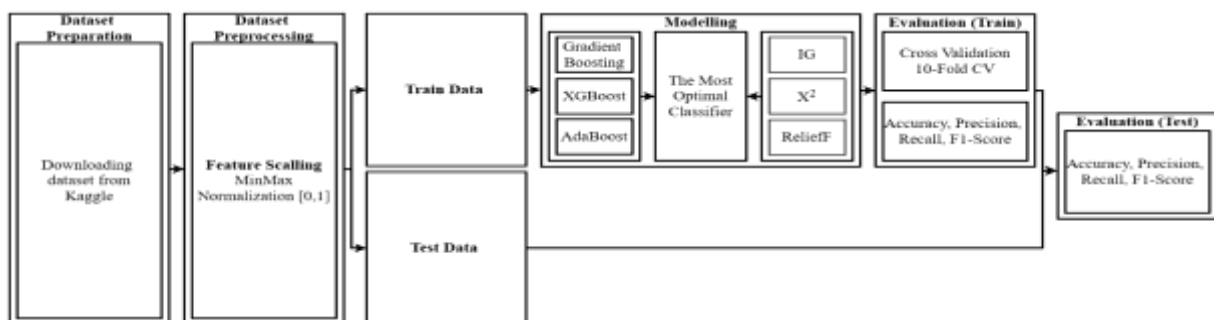 Dataset
Preparation
Downloading
dataset from
Kaggle
Dataset
Preprocessing
Feature Scalling
MinMax
Normalization [0,1]
Train Data
Test Data
Modelling
Gradient
Boosting
XGBoost
AdaBoost
The Most
Optimal
Classifier
IG
X²
ReliefF
Evaluation (Train)
Cross Validation
10-Fold CV
Accuracy, Precision,
Recall, F1-Score
Evaluation (Test)
Accuracy, Precision,
Recall, F1-Score